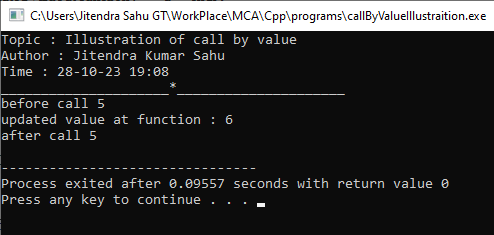 C:\Users\Jitendra Sahu GT\WorkPlace\MCA\Cpp\programs\callByValueIllustraition.exe
Topic : Illustration of call by value
Author : Jitendra Kumar Sahu
Time : 28-10-23 19:08
_____________________*_____________________
before call 5
updated value at function : 6
after call 5
--------------------------------
Process exited after 0.09557 seconds with return value 0
Press any key to continue . . .